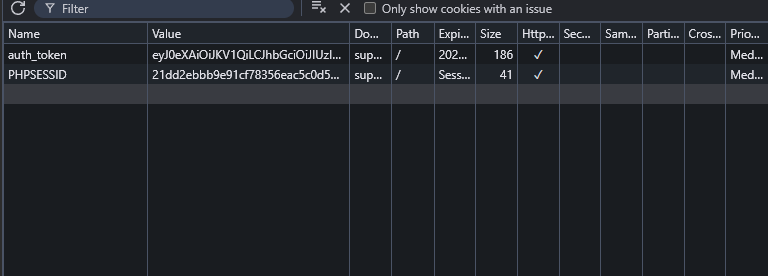 Filter Only show cookies with an issue
Name Value Do... Path Expi... Size Http... Sec... Sam... Parti... Cros... Prio...
auth_token eyJ0eXAiOiJKV1QiLCJhbGciOiJIUzI... sup... / 202... 186 ✓ Med...
PHPSESSID 21dd2ebbb9e91cf78356eac5c0d5... sup... / Sess... 41 ✓ Med...